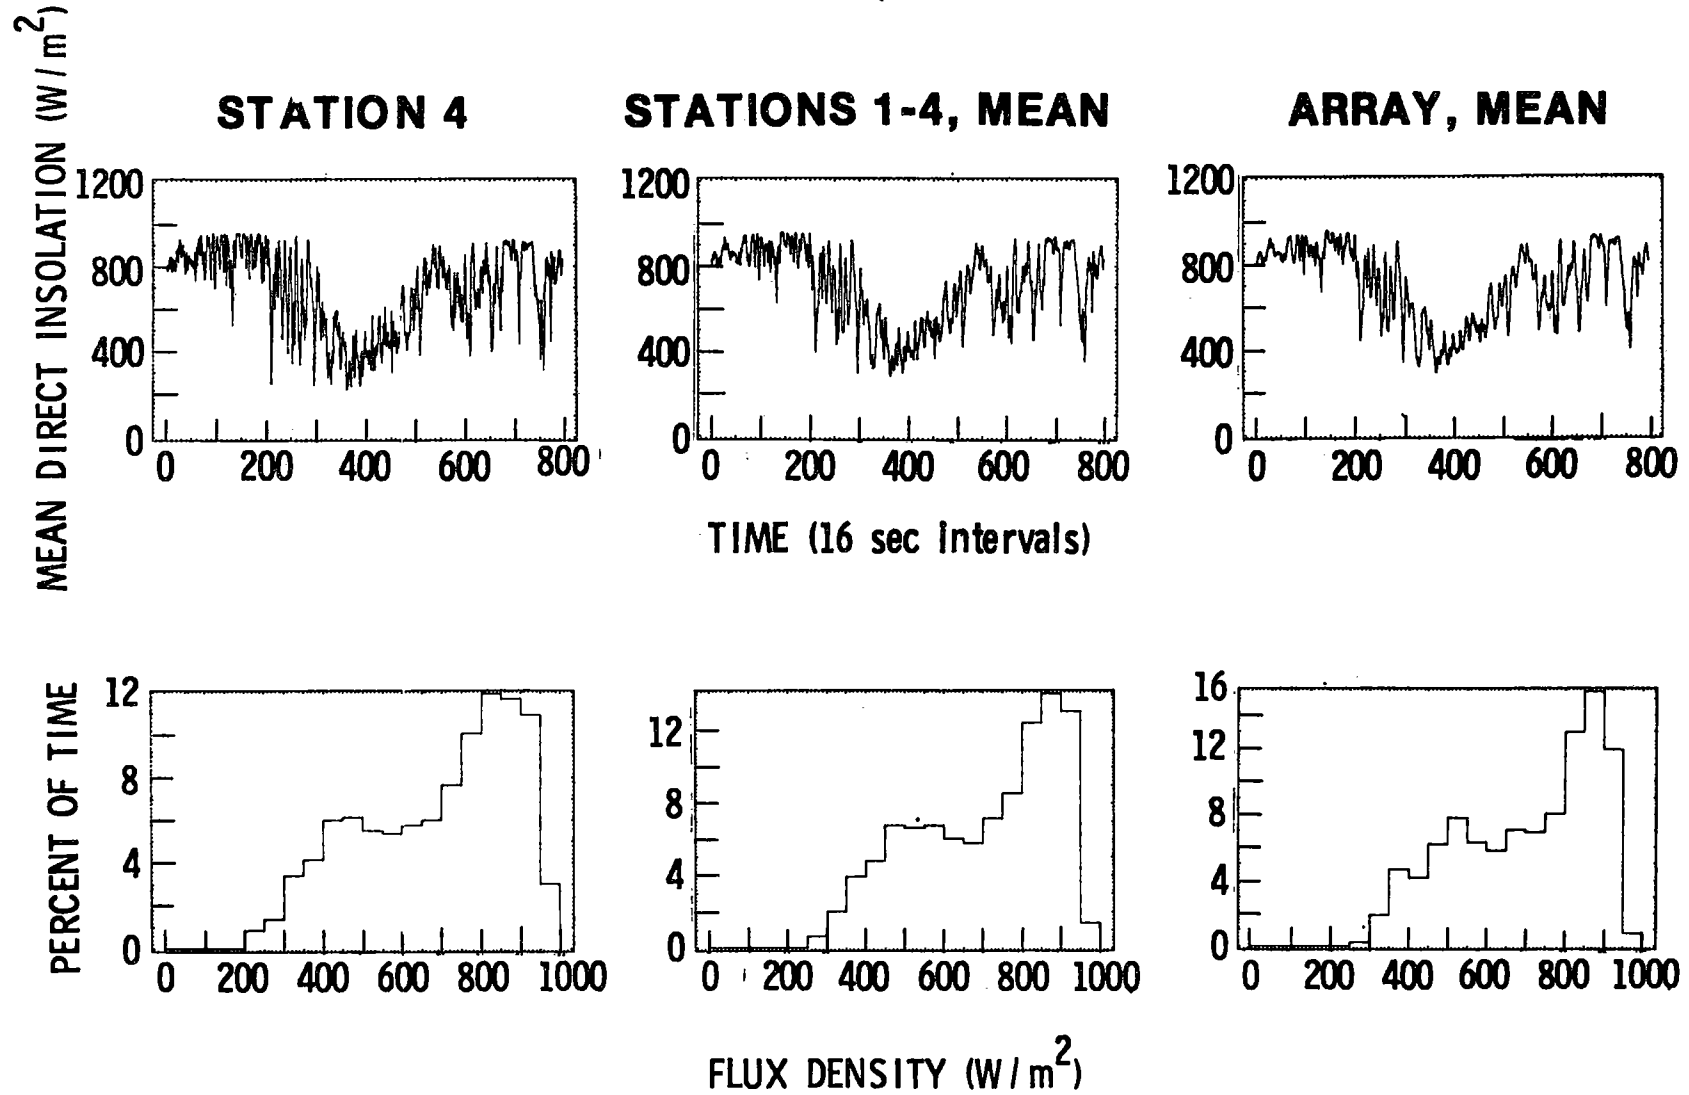 MEAN DIRECT INSOLATION (W/m²)
STATION 4
STATIONS 1-4, MEAN
ARRAY, MEAN
1200
800
400
0
0 200 400 600 800
1200
800
400
0
0 200 400 600 800
1200
800
400
0
0 200 400 600 800
TIME (16 sec intervals)
PERCENT OF TIME
12
8
4
0
0 200 400 600 800 1000
12
8
4
0
0 200 400 600 800 1000
16
12
8
4
0
0 200 400 600 800 1000
FLUX DENSITY (W/m²)